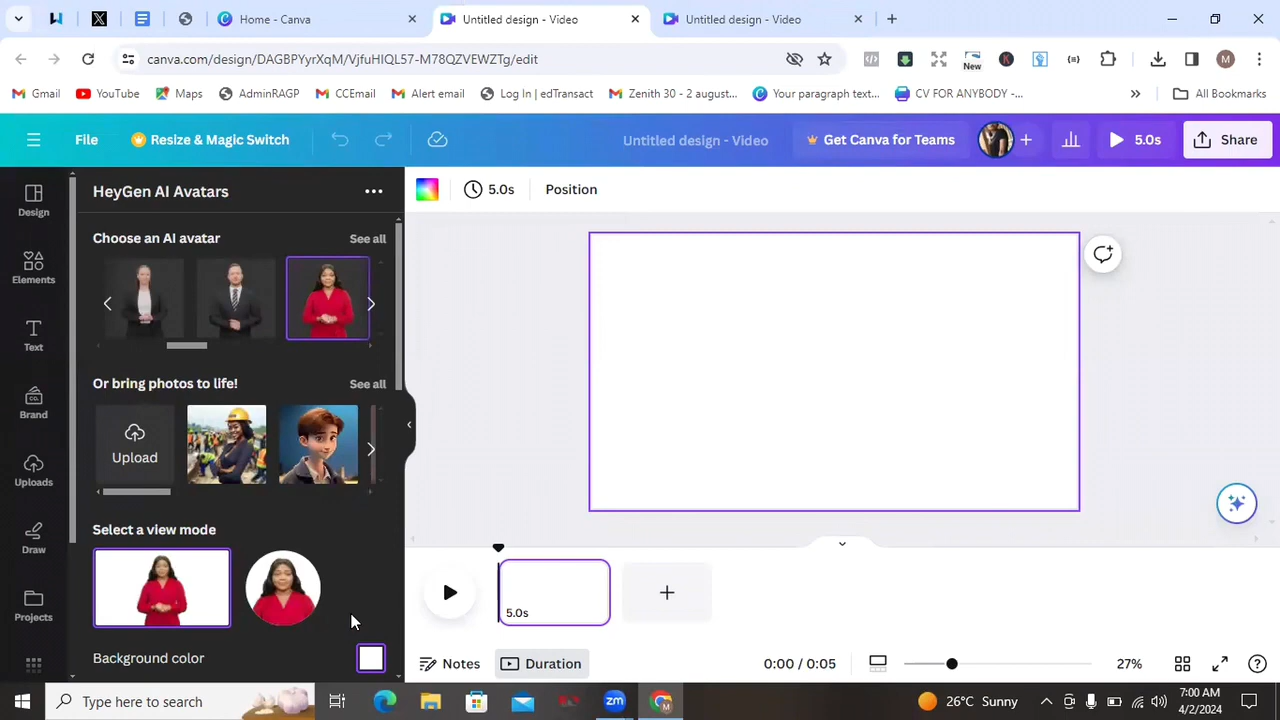 Home - Canva
Untitled design - Video
Untitled design - Video
canva.com/design/DAGBPYyrXqM/VjfuHIQL57-M78QZVEWZTg/edit
New
M
Gmail
YouTube
Maps
AdminRAGP
CCEmail
Alert email
Log In | edTransact
Zenith 30 - 2 august...
Your paragraph text...
CV FOR ANYBODY -...
All Bookmarks
File
Resize & Magic Switch
Untitled design - Video
Get Canva for Teams
5.0s
Share
Design
Elements
Text
Brand
Uploads
Draw
Projects
HeyGen AI Avatars
Choose an AI avatar
See all
Or bring photos to life!
See all
Upload
Select a view mode
Background color
5.0s
Position
5.0s
Notes
Duration
0:00 / 0:05
27%
Type here to search
26°C Sunny
7:00 AM
4/2/2024